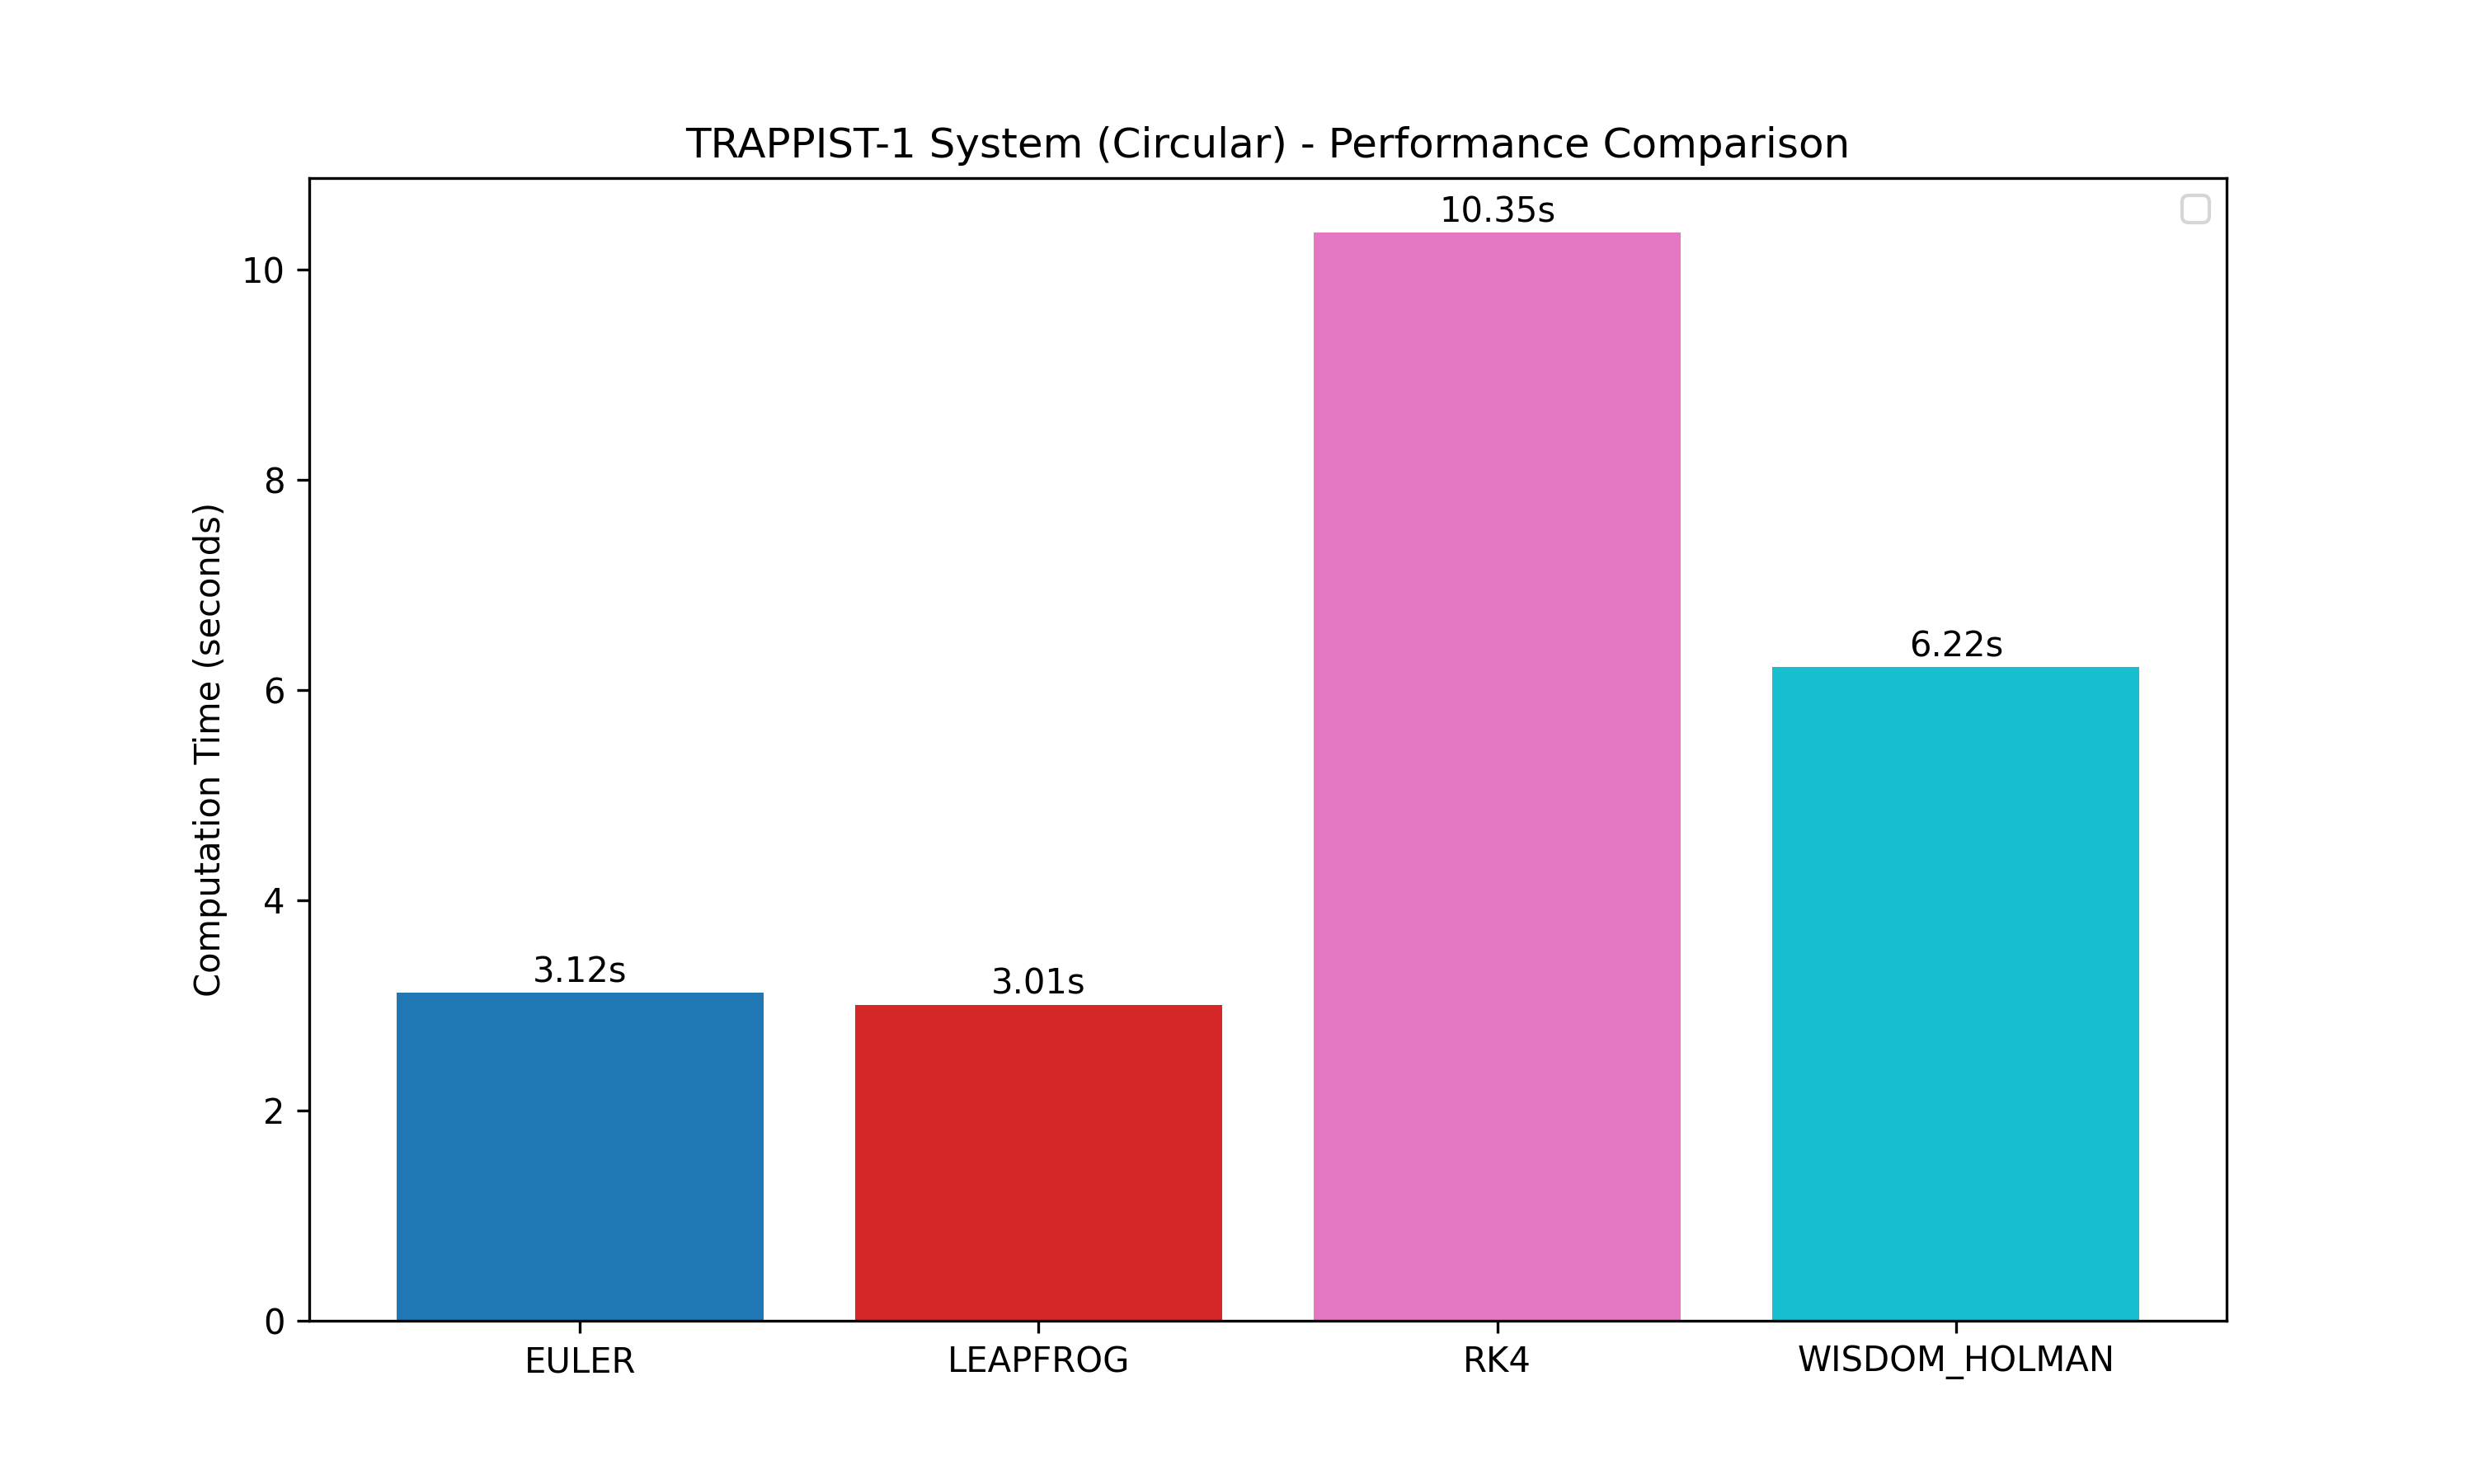 TRAPPIST-1 System (Circular) - Performance Comparison
Computation Time (seconds)
10
8
6
4
2
0
3.12s
3.01s
10.35s
6.22s
EULER
LEAPFROG
RK4
WISDOM_HOLMAN